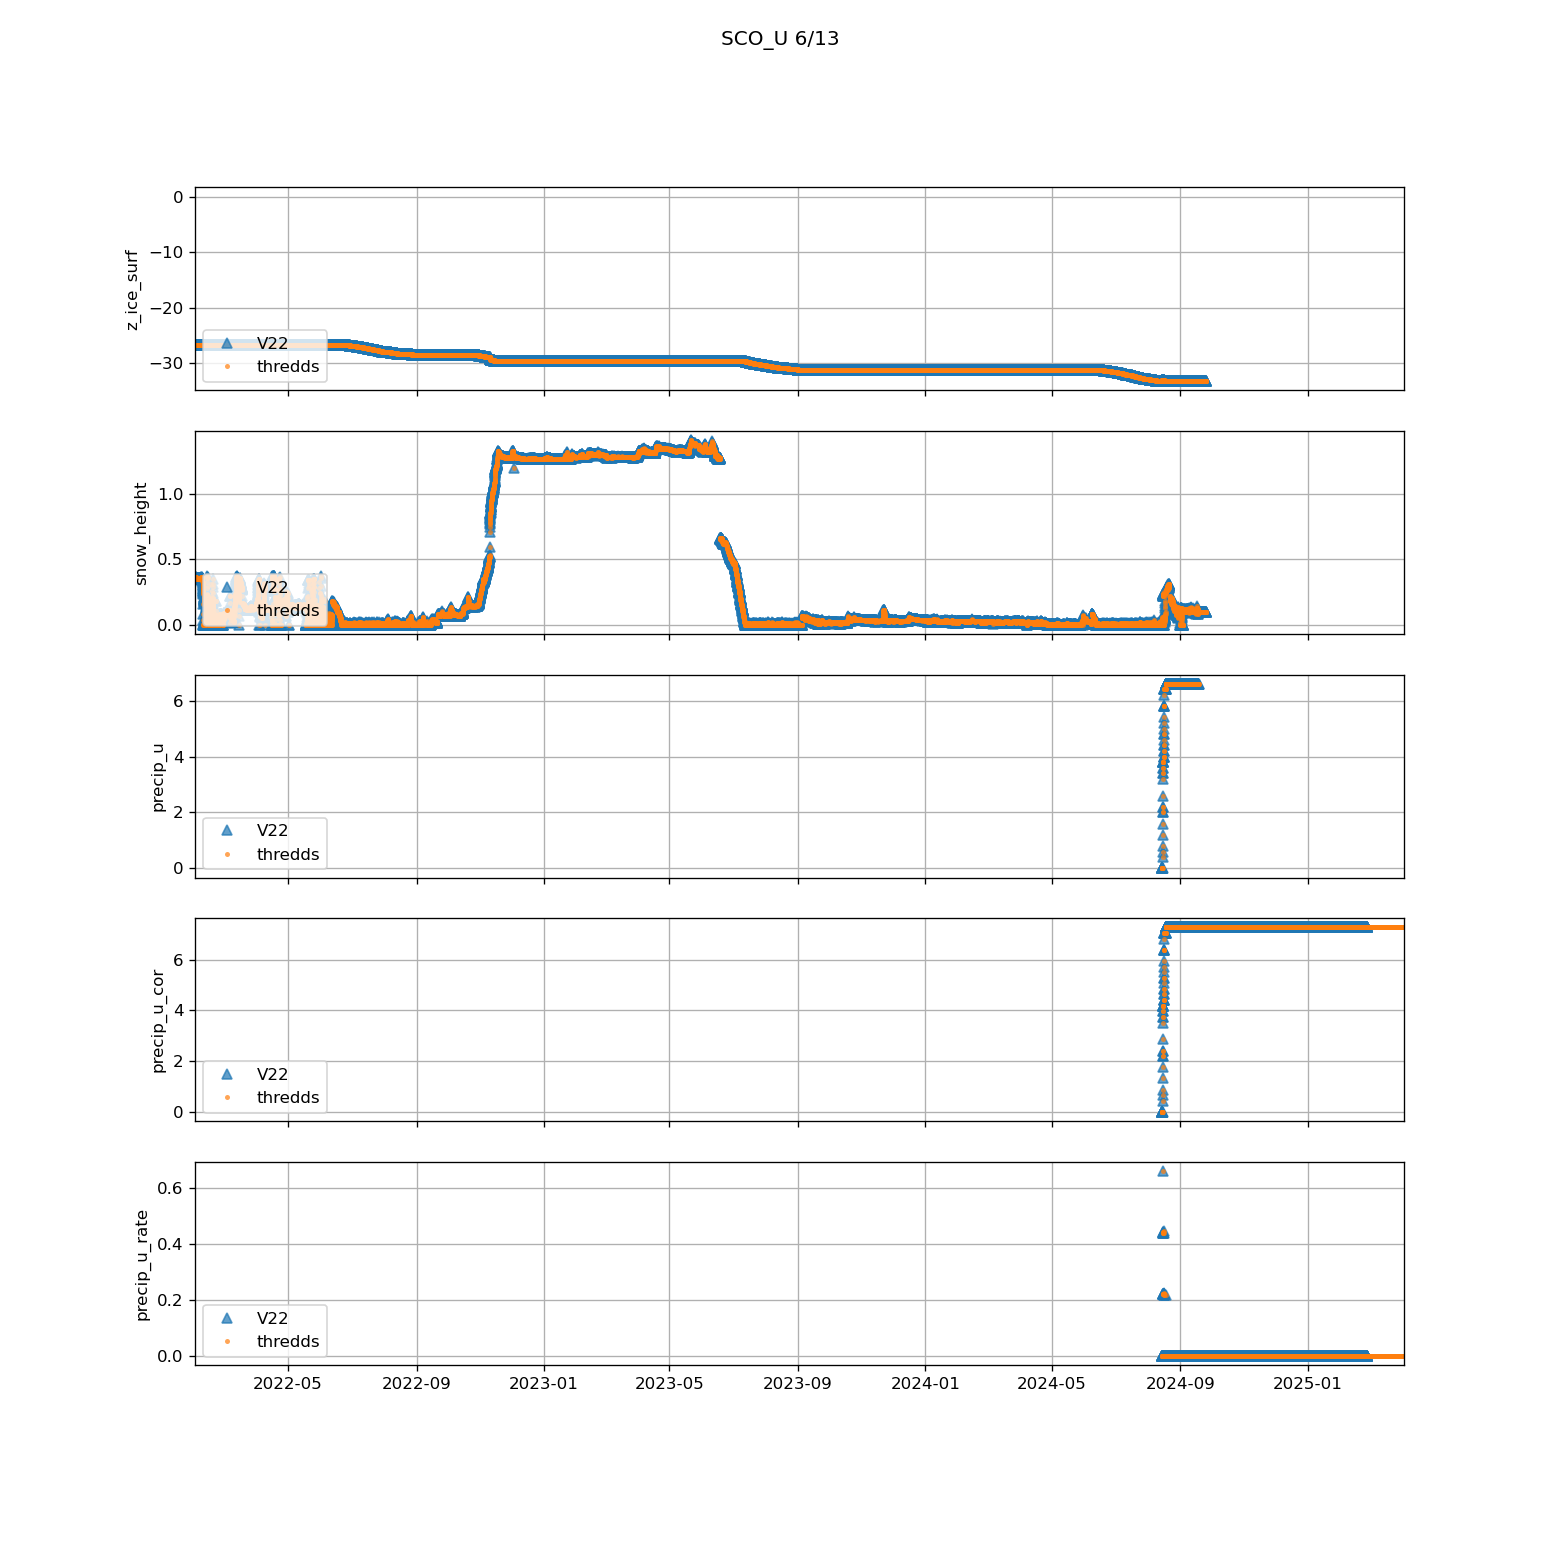 SCO_U 6/13
0
−10
−20
−30
z_ice_surf
V22
thredds
1.0
0.5
0.0
snow_height
V22
thredds
6
4
2
0
precip_u
V22
thredds
6
4
2
0
precip_u_cor
V22
thredds
0.6
0.4
0.2
0.0
precip_u_rate
V22
thredds
2022-05 2022-09 2023-01 2023-05 2023-09 2024-01 2024-05 2024-09 2025-01